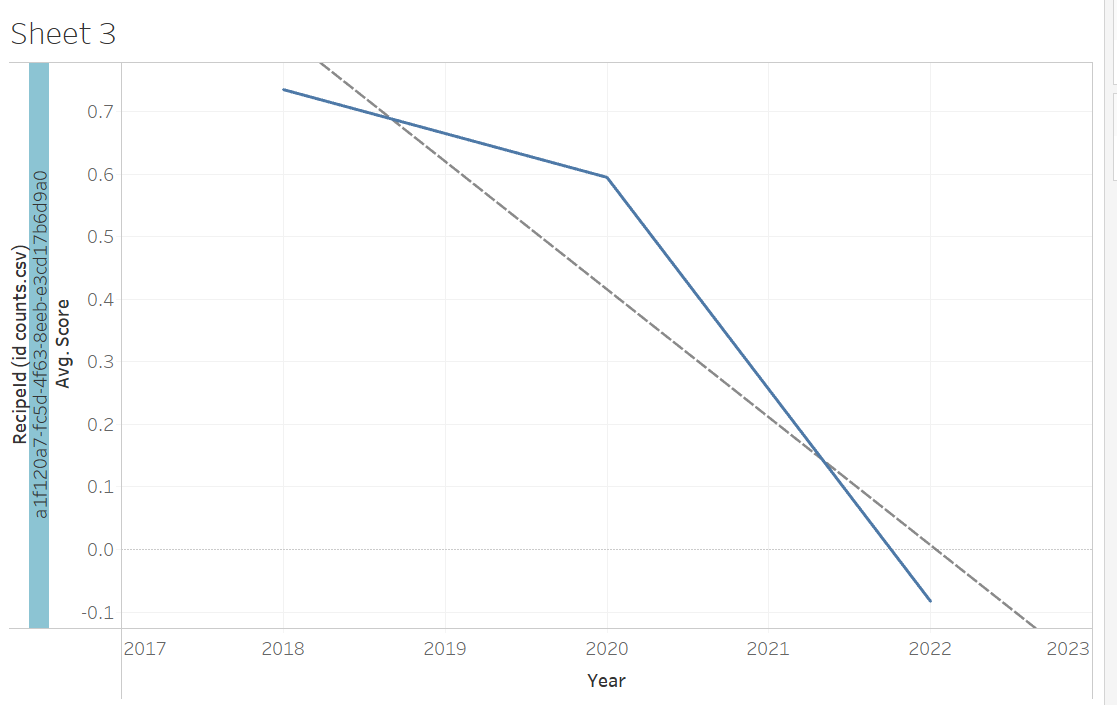 Sheet 3
RecipeId (id counts.csv)
a1f120a7-fc5d-4f63-8eeb-e3cd17b6d9a0
Avg. Score
0.7
0.6
0.5
0.4
0.3
0.2
0.1
0.0
-0.1
2017 2018 2019 2020 2021 2022 2023
Year